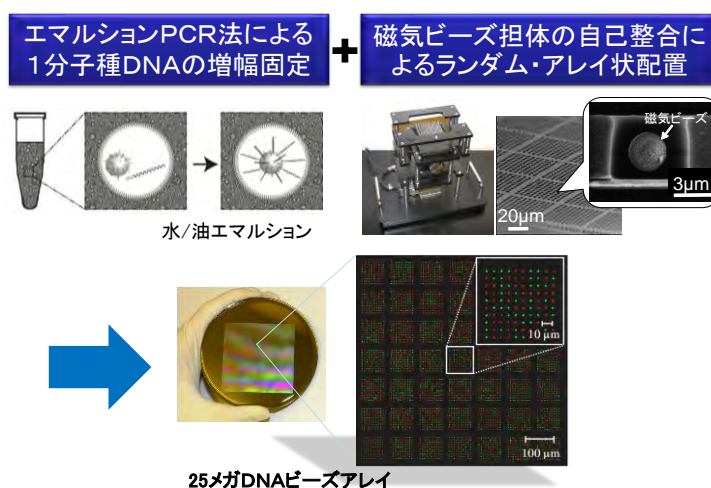 エマルションPCR法による
1分子種DNAの増幅固定
+
磁気ビーズ担体の自己整合に
よるランダム・アレイ状配置
水/油エマルション
磁気ビーズ
3μm
20μm
10 μm
100 μm
25メガDNAビーズアレイ